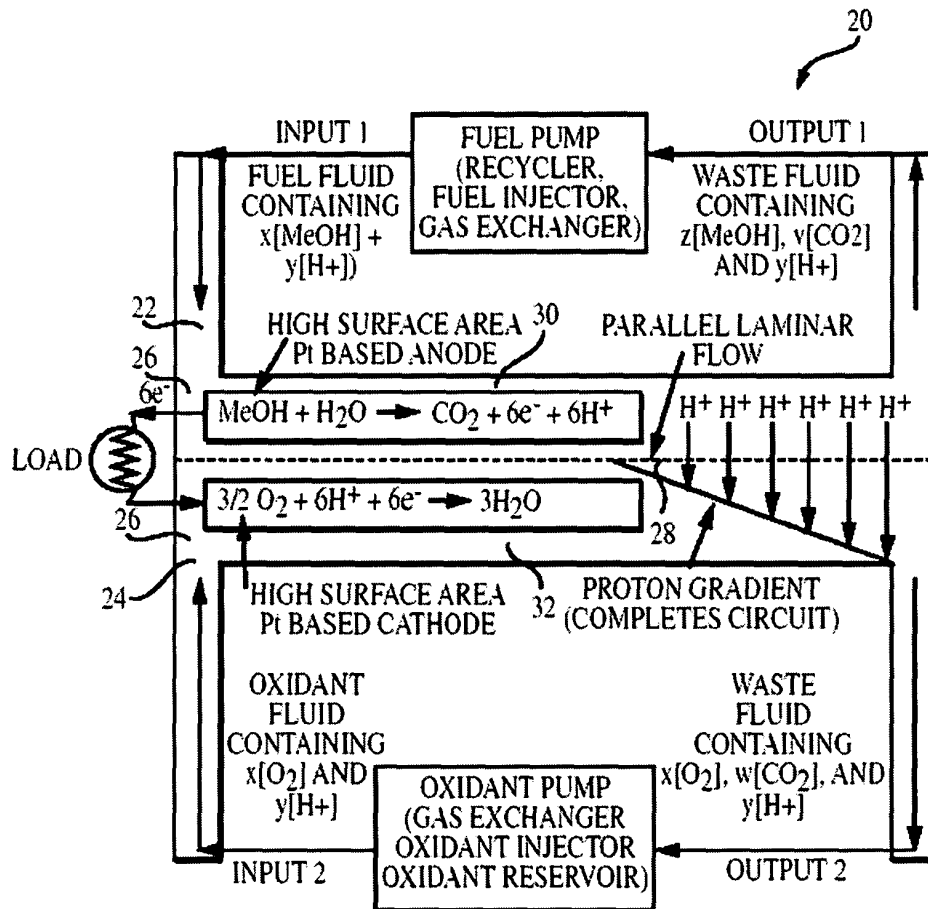 20
INPUT 1
FUEL PUMP
(RECYCLER,
FUEL INJECTOR,
GAS EXCHANGER)
OUTPUT 1
FUEL FLUID
CONTAINING
x[MeOH] +
y[H+])
WASTE FLUID
CONTAINING
z[MeOH], v[CO2]
AND y[H+]
22
HIGH SURFACE AREA
Pt BASED ANODE
30
PARALLEL LAMINAR
FLOW
26
6e-
MeOH + H2O → CO2 + 6e- + 6H+
H+ H+ H+ H+ H+ H+
LOAD
3/2 O2 + 6H+ + 6e- → 3H2O
28
26
24
HIGH SURFACE AREA
Pt BASED CATHODE
32
PROTON GRADIENT
(COMPLETES CIRCUIT)
OXIDANT
FLUID
CONTAINING
x[O2] AND
y[H+]
WASTE
FLUID
CONTAINING
x[O2], w[CO2], AND
y[H+]
OXIDANT PUMP
(GAS EXCHANGER
OXIDANT INJECTOR
OXIDANT RESERVOIR)
INPUT 2
OUTPUT 2